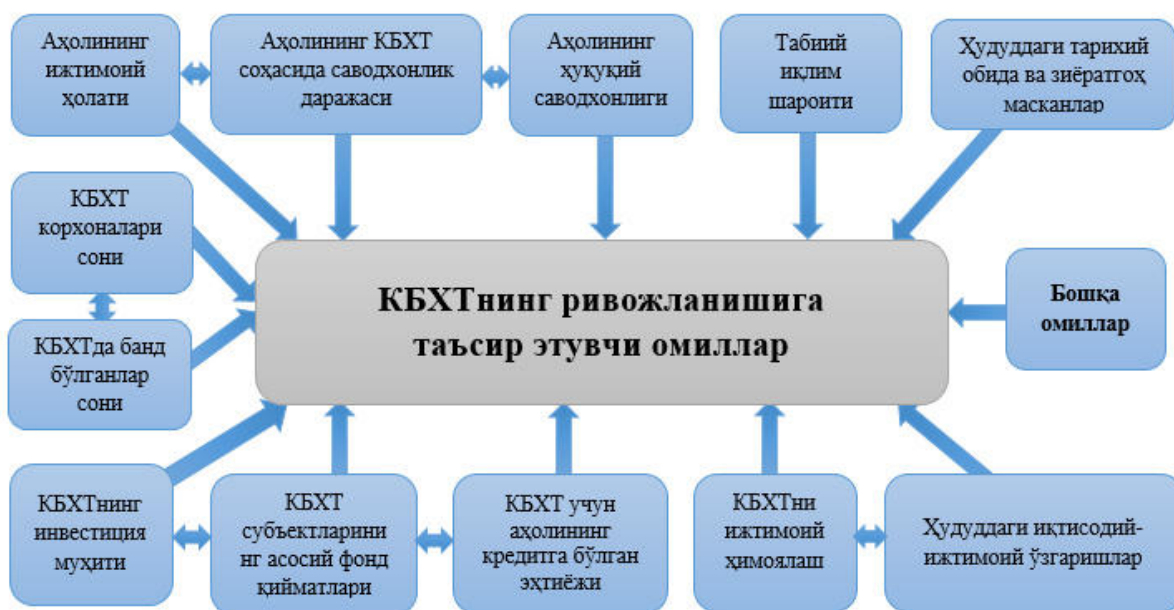 Аҳолининг
ижтимоий
ҳолати
Аҳолининг КБХТ
соҳасида саводхонлик
даражаси
Аҳолининг
ҳуқуқий
саводхонлиги
Табиий
иқлим
шароити
Ҳудуддаги тарихий
обида ва зиёратгоҳ
масканлар
КБХТ
корхоналари
сони
КБХТда банд
бўлганлар
сони
КБХТнинг ривожланишига
таъсир этувчи омиллар
Бошқа
омиллар
КБХТнинг
инвестиция
муҳити
КБХТ
субъектларини
нг асосий фонд
қийматлари
КБХТ учун
аҳолининг
кредитга бўлган
эҳтиёжи
КБХТни
ижтимоий
ҳимоялаш
Ҳудуддаги иқтисодий-
ижтимоий ўзгаришлар